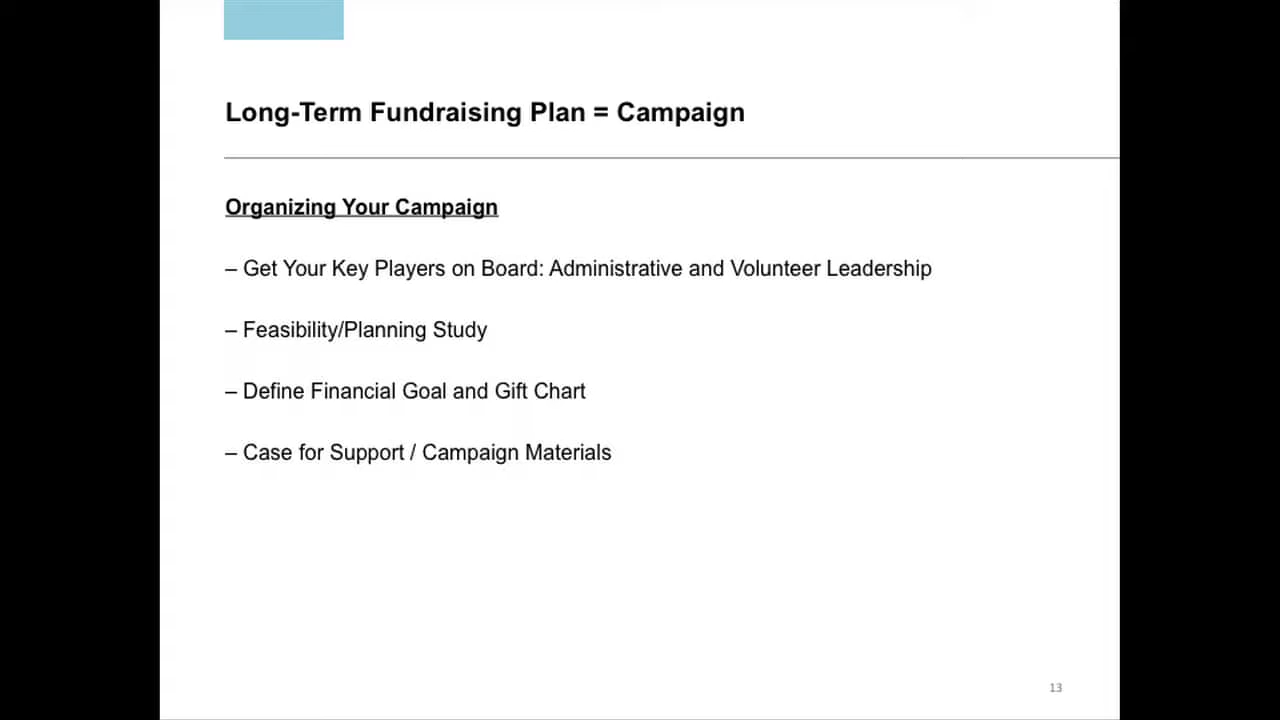 Long-Term Fundraising Plan = Campaign
Organizing Your Campaign
– Get Your Key Players on Board: Administrative and Volunteer Leadership
– Feasibility/Planning Study
– Define Financial Goal and Gift Chart
– Case for Support / Campaign Materials
13